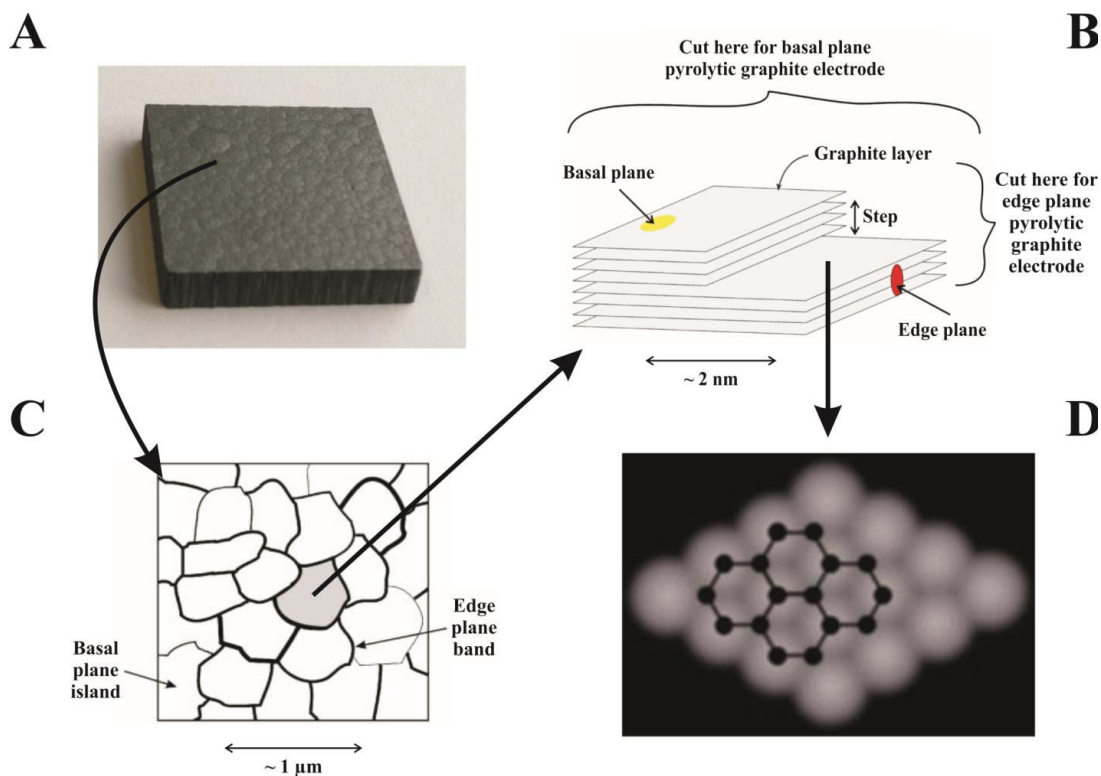 A
B
Cut here for basal plane
pyrolytic graphite electrode
Graphite layer
Basal plane
Step
Cut here for
edge plane
pyrolytic
graphite
electrode
Edge plane
~ 2 nm
C
D
Edge
plane
band
Basal
plane
island
~ 1 µm